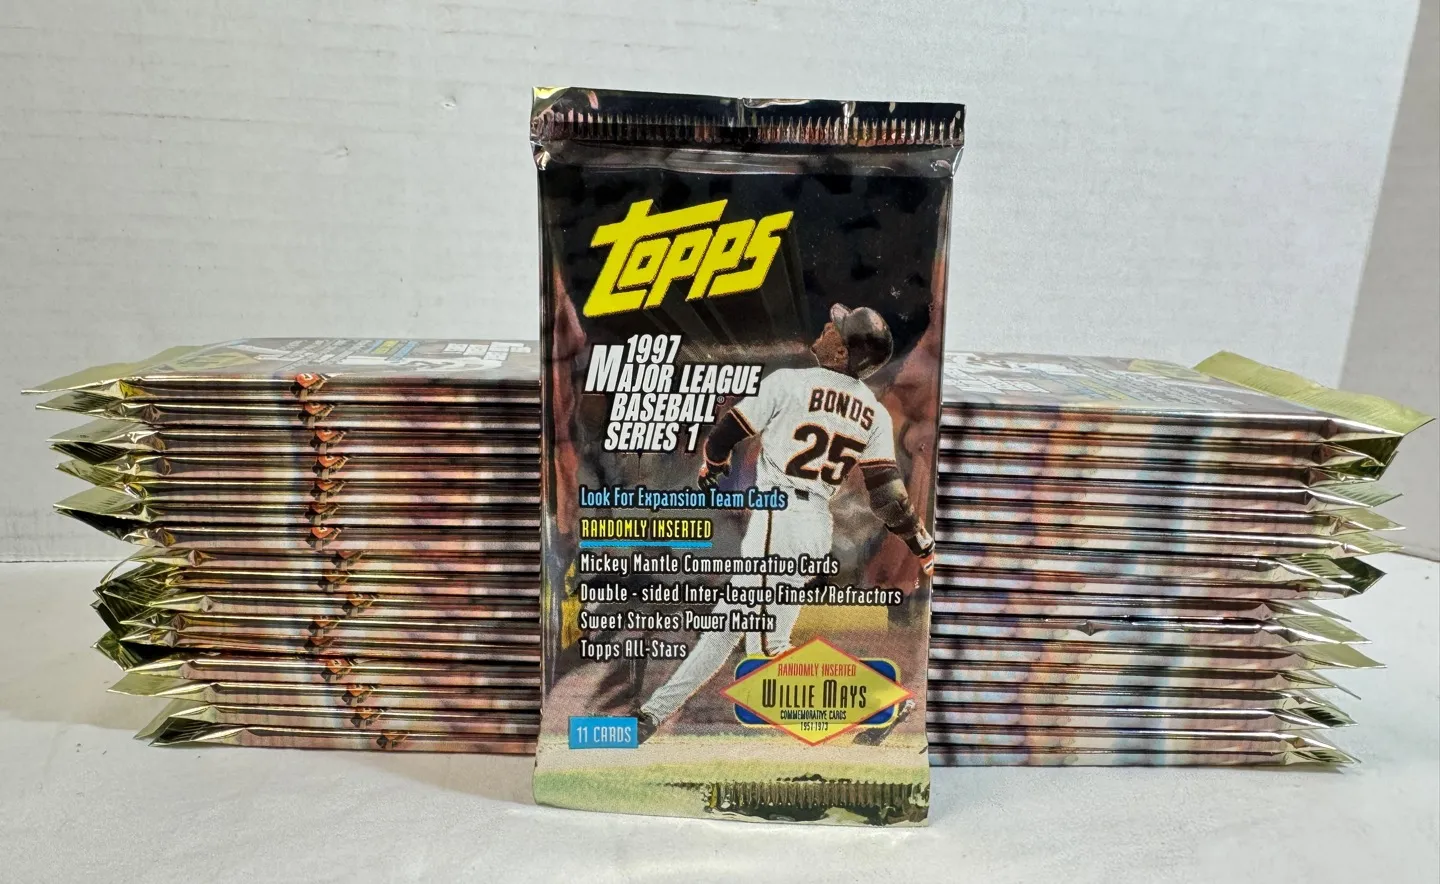 Topps
1997
Major League
Baseball®
Series 1
BONDS
25
Look For Expansion Team Cards
RANDOMLY INSERTED
Mickey Mantle Commemorative Cards
Double - sided Inter-league Finest/Refractors
Sweet Strokes Power Matrix
Topps All-Stars
RANDOMLY INSERTED
WILLIE MAYS
COMMEMORATIVE CARDS
1951 1973
11 CARDS